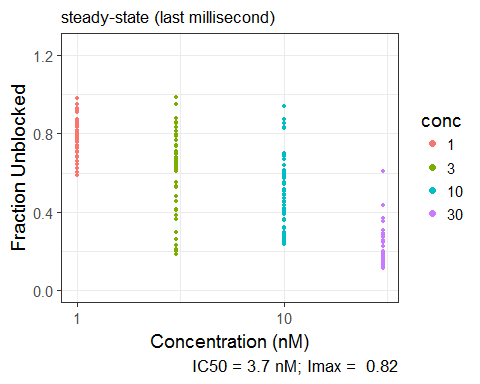 steady-state (last millisecond)
1.2
0.8
0.4
0.0
Fraction Unblocked
1
10
Concentration (nM)
IC50 = 3.7 nM; Imax =  0.82
conc
1
3
10
30